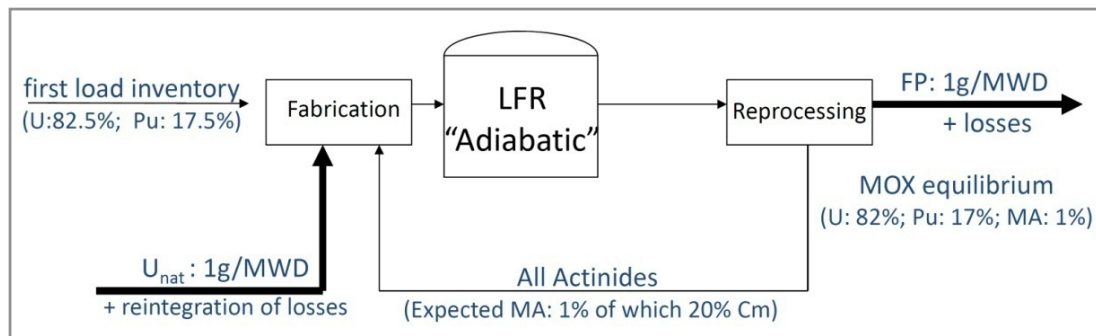 first load inventory
(U:82.5%; Pu: 17.5%)
Fabrication
LFR
“Adiabatic”
Reprocessing
FP: 1g/MWD
+ losses
MOX equilibrium
(U: 82%; Pu: 17%; MA: 1%)
Unat : 1g/MWD
+ reintegration of losses
All Actinides
(Expected MA: 1% of which 20% Cm)